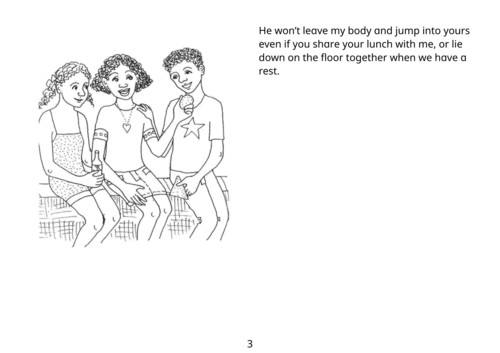 He won't leave my body and jump into yours
even if you share your lunch with me, or lie
down on the floor together when we have a
rest.
3